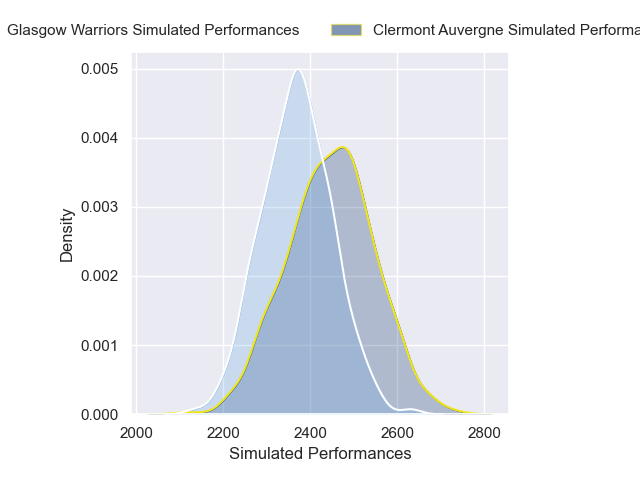 Glasgow Warriors Simulated Performances
Clermont Auvergne Simulated Performa
0.005
0.004
0.003
0.002
0.001
0.000
Density
2000 2200 2400 2600 2800
Simulated Performances